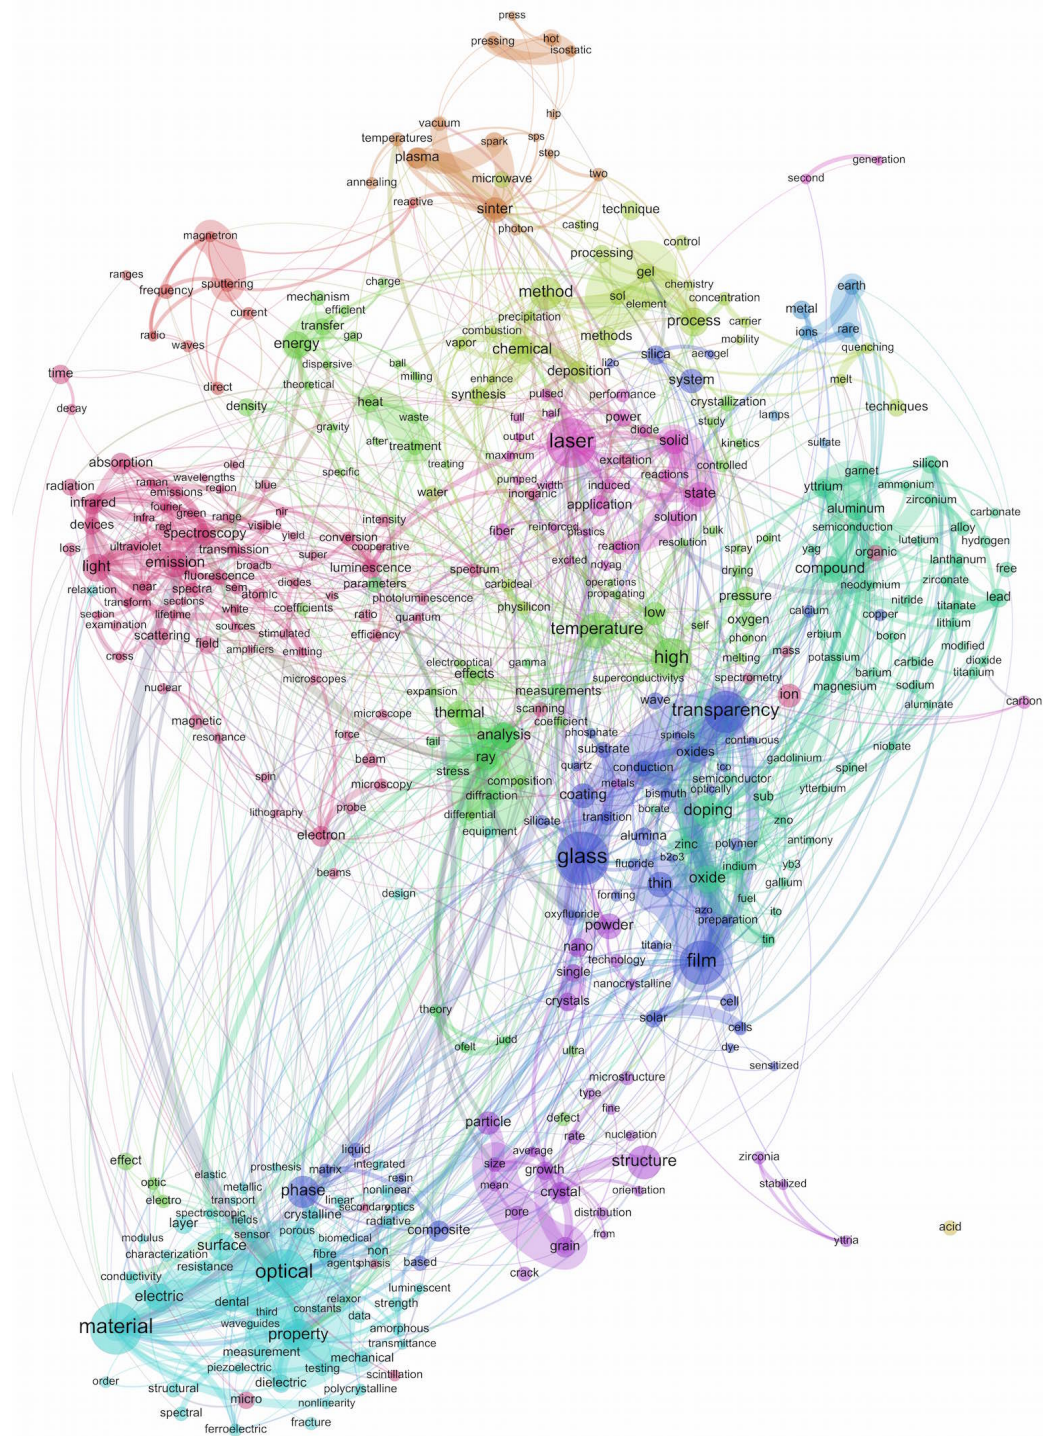 press
pressing
hot
isostatic
hip
vacuum
temperatures
spark
sps
plasma
step
generation
second
annealing
microwave
two
reactive
sinter
technique
photon
casting
magnetron
processing
control
ranges
gel
sputtering
chemistry
earth
frequency
charge
mechanism
method
sol
element
concentration
metal
efficient
current
precipitation
process
carrier
transfer
combustion
ions
rare
radio
gap
methods
mobility
waves
energy
vapor
chemical
silica
aerogel
quenching
dispersive
ball
li2o
time
milling
deposition
system
melt
direct
theoretical
enhance
synthesis
pulsed
performance
crystallization
decay
density
heat
waste
full
half
power
study
lamps
techniques
gravity
after
output
laser
diode
solid
kinetics
sulfate
treatment
maximum
excitation
absorption
oled
treating
reactions
controlled
silicon
raman
wavelengths
specific
pumped
garnet
radiation
emissions
region
blue
water
width
induced
state
yttrium
ammonium
infrared
fourier
inorganic
application
zirconium
green
range
nir
intensity
solution
aluminum
carbonate
devices
infra
red
visible
fiber
reinforced
plastics
bulk
semiconduction
alloy
spectroscopy
yield
conversion
resolution
point
lutetium
hydrogen
loss
ultraviolet
transmission
super
cooperative
reaction
spray
yag
organic
lanthanum
free
light
emission
broadb
luminescence
excited
ndyag
compound
relaxation
fluorescence
diodes
spectrum
operations
drying
zirconate
near
spectra
sem
parameters
carbideal
propagating
neodymium
transform
sections
atomic
vis
photoluminescence
pressure
nitride
titanate
lead
section
lifetime
white
coefficients
physilicon
low
calcium
copper
lithium
examination
sources
ratio
quantum
temperature
self
oxygen
erbium
boron
scattering
stimulated
efficiency
phonon
modified
field
amplifiers
emitting
high
melting
mass
potassium
carbide
dioxide
cross
electrooptical
gamma
barium
titanium
microscopes
effects
superconductivitys
spectrometry
magnesium
sodium
nuclear
expansion
measurements
wave
ion
aluminate
carbon
microscope
thermal
scanning
transparency
magnetic
coefficient
phosphate
spinels
continuous
resonance
force
fail
analysis
substrate
oxides
niobate
beam
ray
quartz
conduction
tco
gadolinium
spin
stress
semiconductor
spinel
microscopy
composition
metals
optically
ytterbium
coating
bismuth
sub
probe
diffraction
borate
doping
lithography
differential
silicate
transition
zno
electron
equipment
alumina
zinc
polymer
antimony
glass
fluoride
b2o3
indium
yb3
beams
thin
oxide
gallium
design
forming
fuel
oxyfluoride
azo
ito
powder
preparation
tin
nano
titania
technology
film
single
nanocrystalline
crystals
cell
theory
solar
cells
judd
dye
ofelt
ultra
sensitized
microstructure
type
fine
particle
defect
rate
nucleation
liquid
average
zirconia
effect
prosthesis
matrix
integrated
size
growth
structure
elastic
resin
optic
metallic
phase
nonlinear
mean
crystal
orientation
stabilized
electro
transport
linear
secondary
optics
spectroscopic
fields
crystalline
radiative
pore
distribution
layer
sensor
porous
composite
from
acid
modulus
surface
biomedical
grain
yttria
characterization
fibre
non
resistance
agents
phasis
based
conductivity
optical
crack
electric
relaxor
luminescent
dental
third
constants
strength
data
material
waveguides
property
amorphous
transmittance
measurement
mechanical
piezoelectric
testing
scintillation
order
structural
dielectric
polycrystalline
micro
nonlinearity
spectral
fracture
ferroelectric